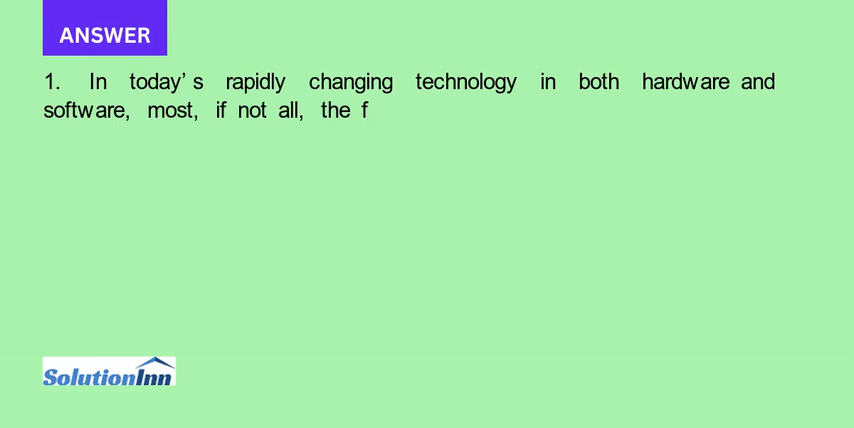 ANSWER
1. In today's rapidly changing technology in both hardware and
software, most, if not all, the f
SolutionInn